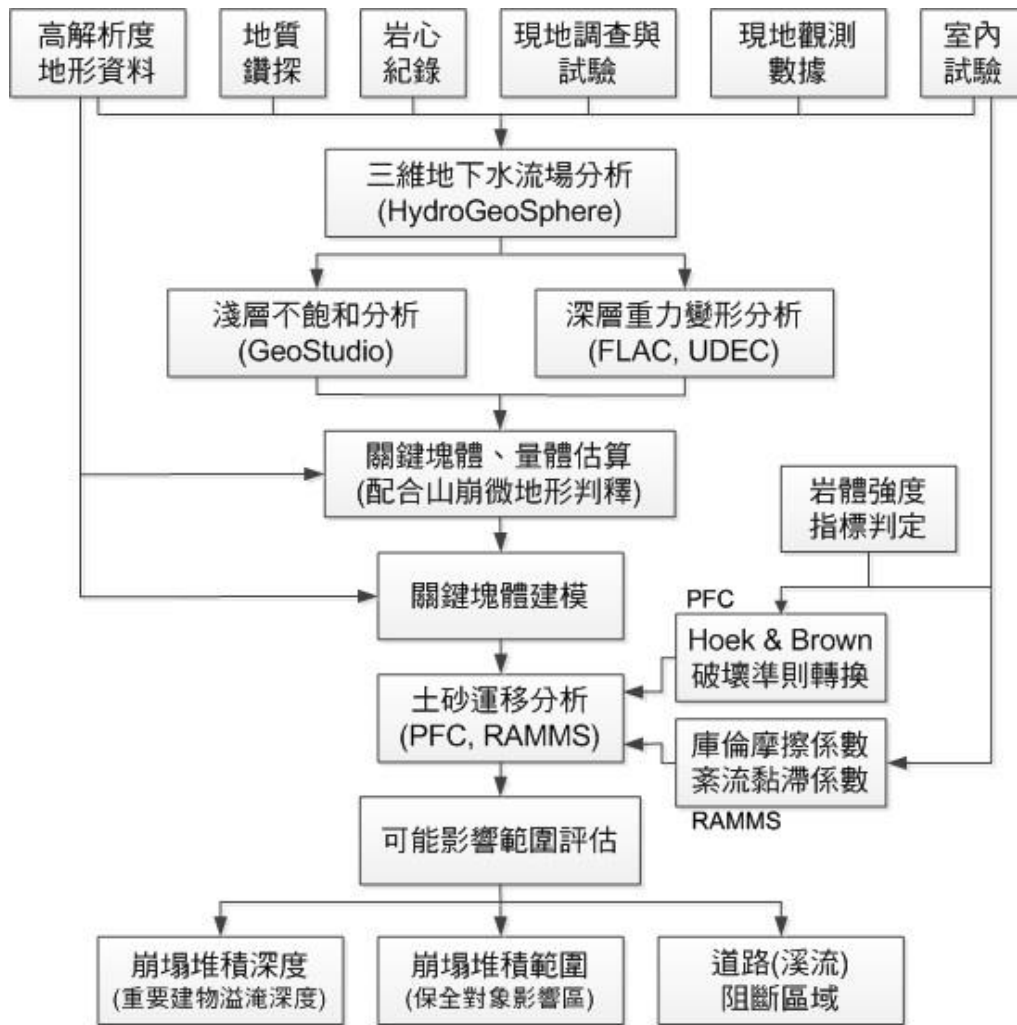 高解析度
地形資料
地質
鑽探
岩心
紀錄
現地調查與
試驗
現地觀測
數據
室內
試驗
三維地下水流場分析
(HydroGeoSphere)
淺層不飽和分析
(GeoStudio)
深層重力變形分析
(FLAC, UDEC)
關鍵塊體、量體估算
(配合山崩微地形判釋)
岩體強度
指標判定
關鍵塊體建模
PFC
Hoek & Brown
破壞準則轉換
土砂運移分析
(PFC, RAMMS)
庫倫摩擦係數
紊流黏滯係數
RAMMS
可能影響範圍評估
崩塌堆積深度
(重要建物溢淹深度)
崩塌堆積範圍
(保全對象影響區)
道路(溪流)
阻斷區域